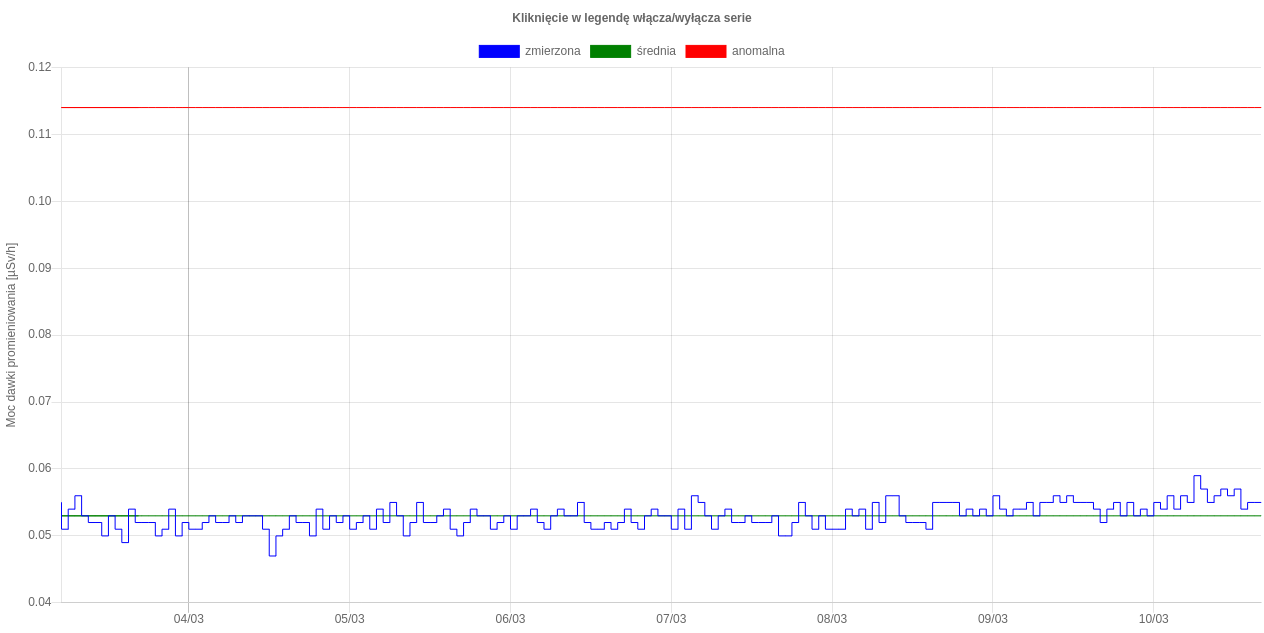 Kliknięcie w legendę włącza/wyłącza serie
zmierzona średnia anomalna
Moc dawki promieniowania [µSv/h]
0.12
0.11
0.10
0.09
0.08
0.07
0.06
0.05
0.04
04/03 05/03 06/03 07/03 08/03 09/03 10/03